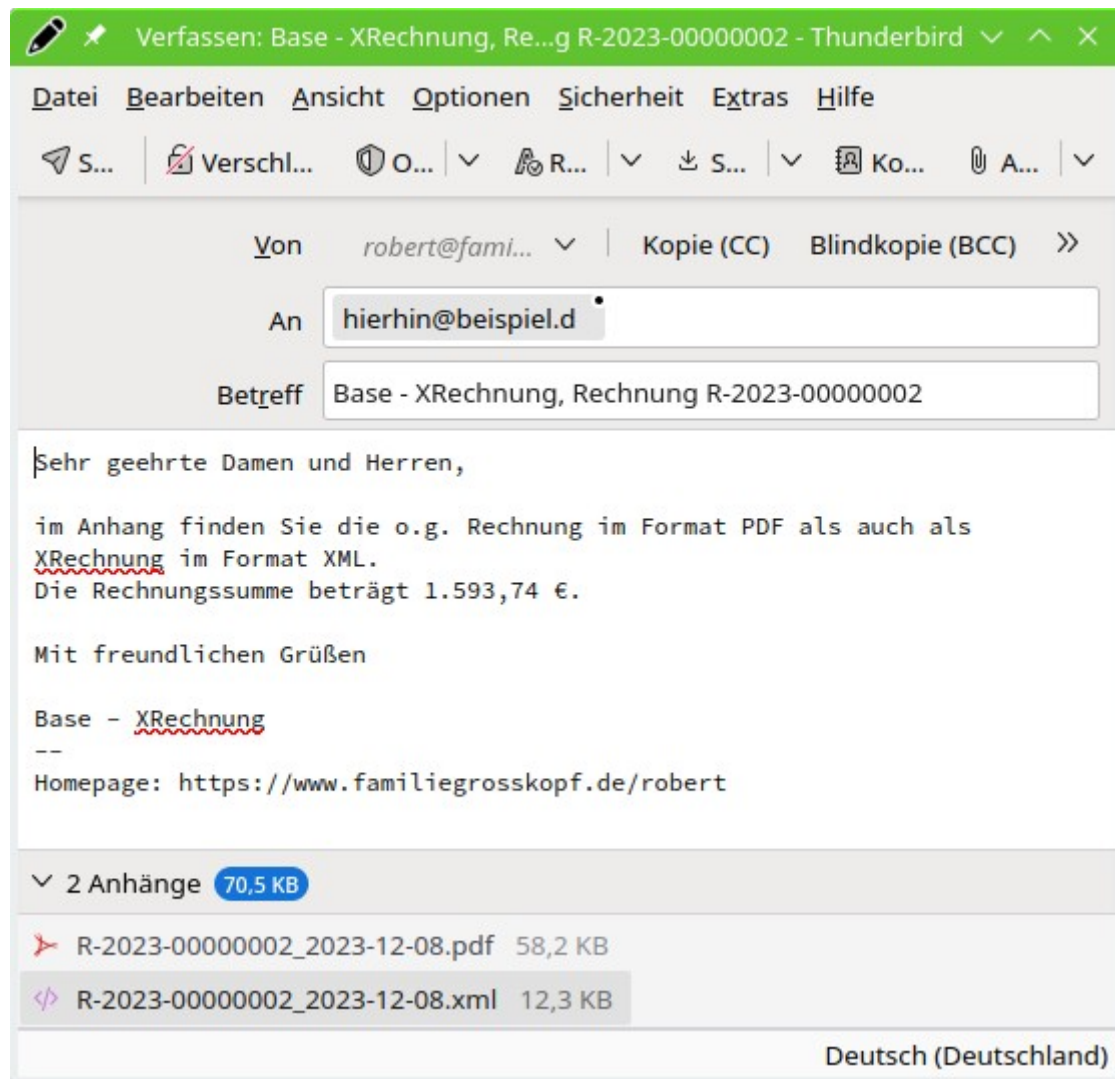 Verfassen: Base - XRechnung, Re...g R-2023-00000002 - Thunderbird
Datei Bearbeiten Ansicht Optionen Sicherheit Extras Hilfe
S... Verschl... O... R... S... Ko... A...
Von robert@fami... Kopie (CC) Blindkopie (BCC)
An hierhin@beispiel.d
Betreff Base - XRechnung, Rechnung R-2023-00000002
Sehr geehrte Damen und Herren,
im Anhang finden Sie die o.g. Rechnung im Format PDF als auch als
XRechnung im Format XML.
Die Rechnungssumme beträgt 1.593,74 €.
Mit freundlichen Grüßen
Base – XRechnung
--
Homepage: https://www.familiegrosskopf.de/robert
2 Anhänge 70,5 KB
R-2023-00000002_2023-12-08.pdf 58,2 KB
R-2023-00000002_2023-12-08.xml 12,3 KB
Deutsch (Deutschland)